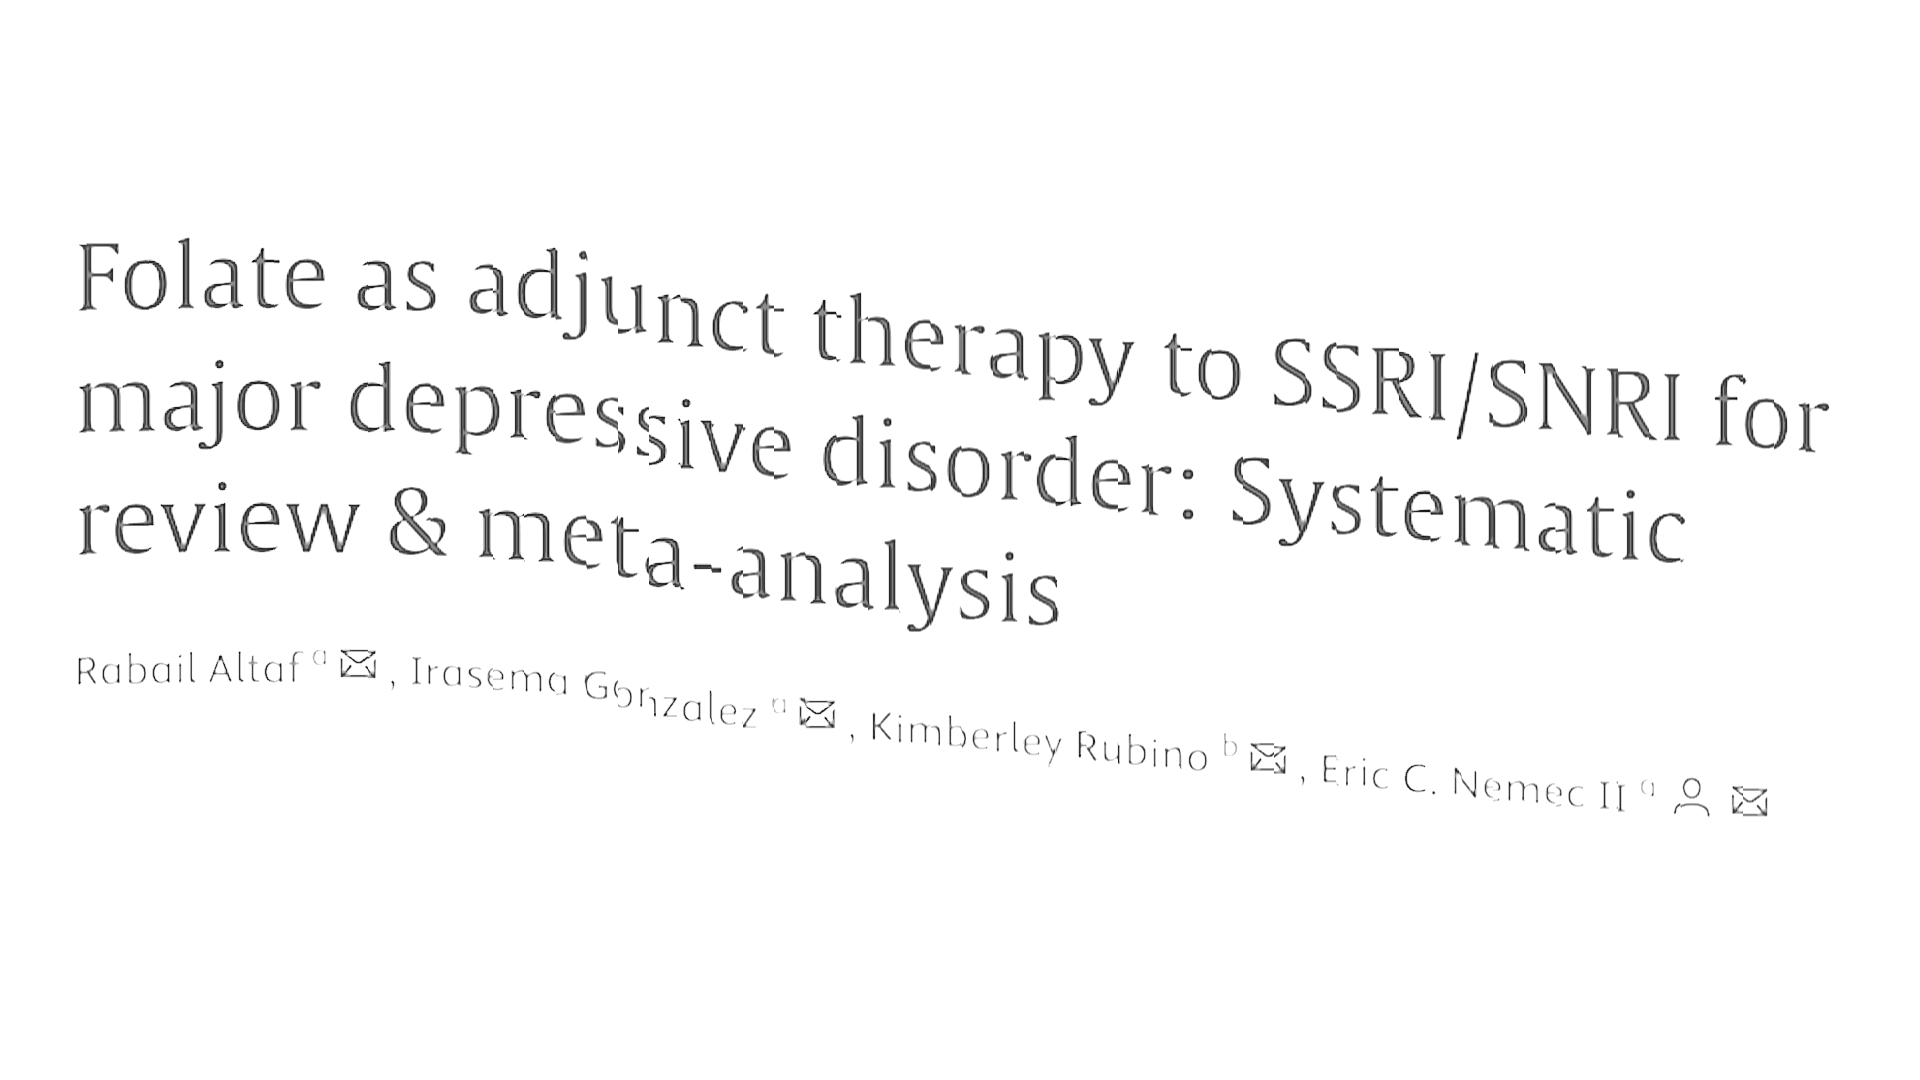 Folate as adjunct therapy to SSRI/SNRI for
major depressive disorder: Systematic
review & meta-analysis
Rabail Altaf a , Irasema Gonzalez a , Kimberley Rubino b , Eric C. Nemec II a